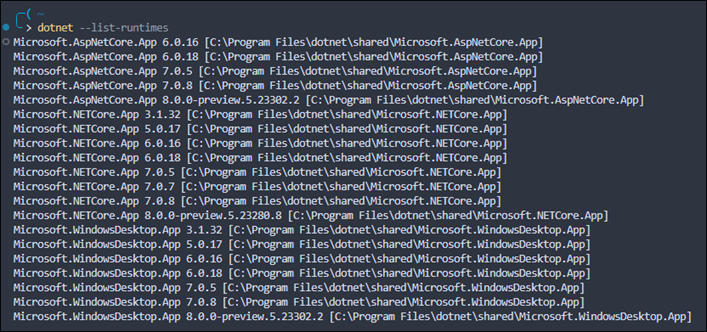 ( ~
> dotnet --list-runtimes
Microsoft.AspNetCore.App 6.0.16 [C:\Program Files\dotnet\shared\Microsoft.AspNetCore.App]
Microsoft.AspNetCore.App 6.0.18 [C:\Program Files\dotnet\shared\Microsoft.AspNetCore.App]
Microsoft.AspNetCore.App 7.0.5 [C:\Program Files\dotnet\shared\Microsoft.AspNetCore.App]
Microsoft.AspNetCore.App 7.0.8 [C:\Program Files\dotnet\shared\Microsoft.AspNetCore.App]
Microsoft.AspNetCore.App 8.0.0-preview.5.23302.2 [C:\Program Files\dotnet\shared\Microsoft.AspNetCore.App]
Microsoft.NETCore.App 3.1.32 [C:\Program Files\dotnet\shared\Microsoft.NETCore.App]
Microsoft.NETCore.App 5.0.17 [C:\Program Files\dotnet\shared\Microsoft.NETCore.App]
Microsoft.NETCore.App 6.0.16 [C:\Program Files\dotnet\shared\Microsoft.NETCore.App]
Microsoft.NETCore.App 6.0.18 [C:\Program Files\dotnet\shared\Microsoft.NETCore.App]
Microsoft.NETCore.App 7.0.5 [C:\Program Files\dotnet\shared\Microsoft.NETCore.App]
Microsoft.NETCore.App 7.0.7 [C:\Program Files\dotnet\shared\Microsoft.NETCore.App]
Microsoft.NETCore.App 7.0.8 [C:\Program Files\dotnet\shared\Microsoft.NETCore.App]
Microsoft.NETCore.App 8.0.0-preview.5.23280.8 [C:\Program Files\dotnet\shared\Microsoft.NETCore.App]
Microsoft.WindowsDesktop.App 3.1.32 [C:\Program Files\dotnet\shared\Microsoft.WindowsDesktop.App]
Microsoft.WindowsDesktop.App 5.0.17 [C:\Program Files\dotnet\shared\Microsoft.WindowsDesktop.App]
Microsoft.WindowsDesktop.App 6.0.16 [C:\Program Files\dotnet\shared\Microsoft.WindowsDesktop.App]
Microsoft.WindowsDesktop.App 6.0.18 [C:\Program Files\dotnet\shared\Microsoft.WindowsDesktop.App]
Microsoft.WindowsDesktop.App 7.0.5 [C:\Program Files\dotnet\shared\Microsoft.WindowsDesktop.App]
Microsoft.WindowsDesktop.App 7.0.8 [C:\Program Files\dotnet\shared\Microsoft.WindowsDesktop.App]
Microsoft.WindowsDesktop.App 8.0.0-preview.5.23302.2 [C:\Program Files\dotnet\shared\Microsoft.WindowsDesktop.App]